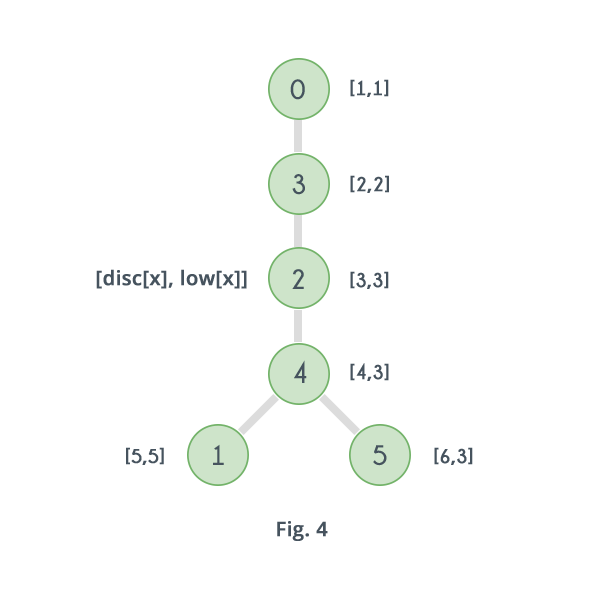 0 [1,1]
3 [2,2]
[disc[x], low[x]] 2 [3,3]
4 [4,3]
[5,5] 1 5 [6,3]
Fig. 4